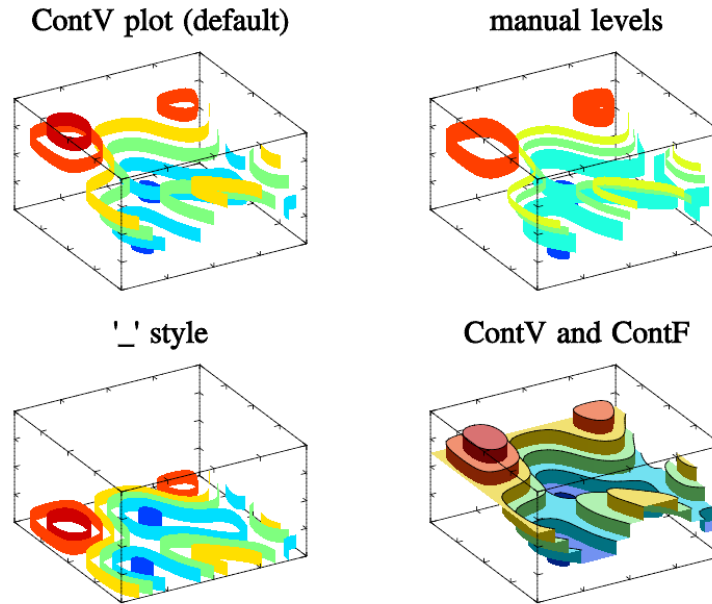 ContV plot (default)
manual levels
'_' style
ContV and ContF